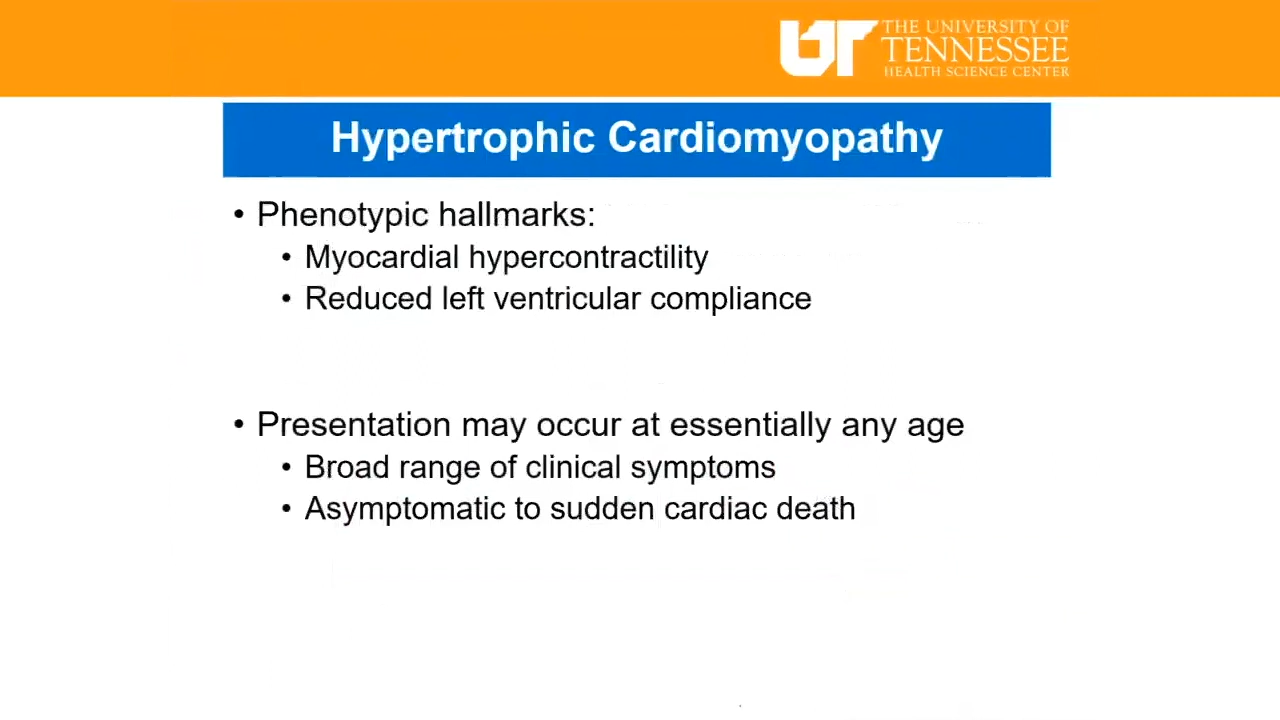 UT THE UNIVERSITY OF
TENNESSEE
HEALTH SCIENCE CENTER
Hypertrophic Cardiomyopathy
• Phenotypic hallmarks:
• Myocardial hypercontractility
• Reduced left ventricular compliance
• Presentation may occur at essentially any age
• Broad range of clinical symptoms
• Asymptomatic to sudden cardiac death